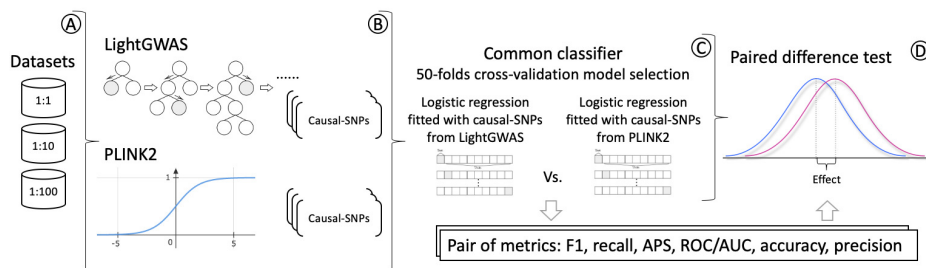 A
Datasets
1:1
1:10
1:100
B
LightGWAS
......
Causal-SNPs
PLINK2
1
-5
0
5
Causal-SNPs
C
Common classifier
50-folds cross-validation model selection
Logistic regression
fitted with causal-SNPs
from LightGWAS
Vs.
Logistic regression
fitted with causal-SNPs
from PLINK2
D
Paired difference test
Effect
Pair of metrics: F1, recall, APS, ROC/AUC, accuracy, precision